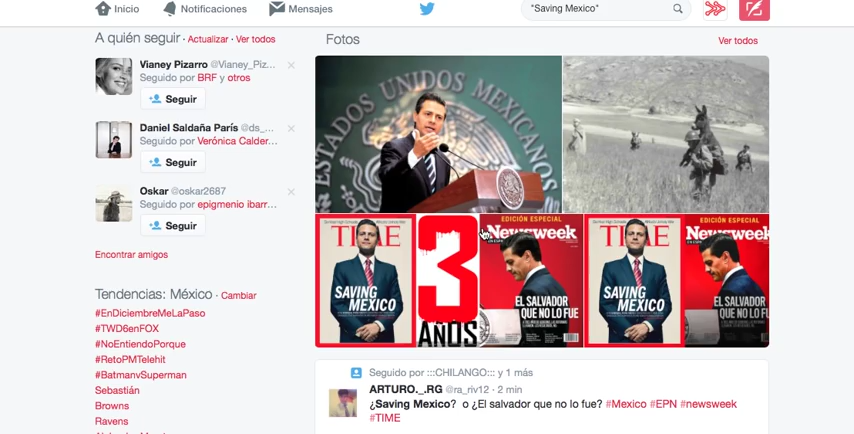 Inicio Notificaciones Mensajes "Saving Mexico"
A quién seguir · Actualizar · Ver todos
Vianey Pizarro @Vianey_Piz...
Seguido por BRF y otros
Seguir
Daniel Saldaña París @ds_...
Seguido por Verónica Calder...
Seguir
Oskar @oskar2687
Seguido por epigmenio ibarr...
Seguir
Encontrar amigos
Tendencias: México · Cambiar
#EnDiciembreMeLaPaso
#TWD6enFOX
#NoEntiendoPorque
#RetoPMTelehit
#BatmanvSuperman
Sebastián
Browns
Ravens
Fotos Ver todos
ESTADOS UNIDOS MEXICANOS
TIME
SAVING
MEXICO
3
AÑOS
EDICIÓN ESPECIAL
Newsweek
EL SALVADOR
QUE NO LO FUE
TIME
SAVING
MEXICO
EDICIÓN ESPECIAL
Newsweek
EL SALVADOR
QUE NO LO F
Seguido por :::CHILANGO::: y 1 más
ARTURO._.RG @ra_riv12 · 2 min
¿Saving Mexico? o ¿El salvador que no lo fue? #Mexico #EPN #newsweek
#TIME